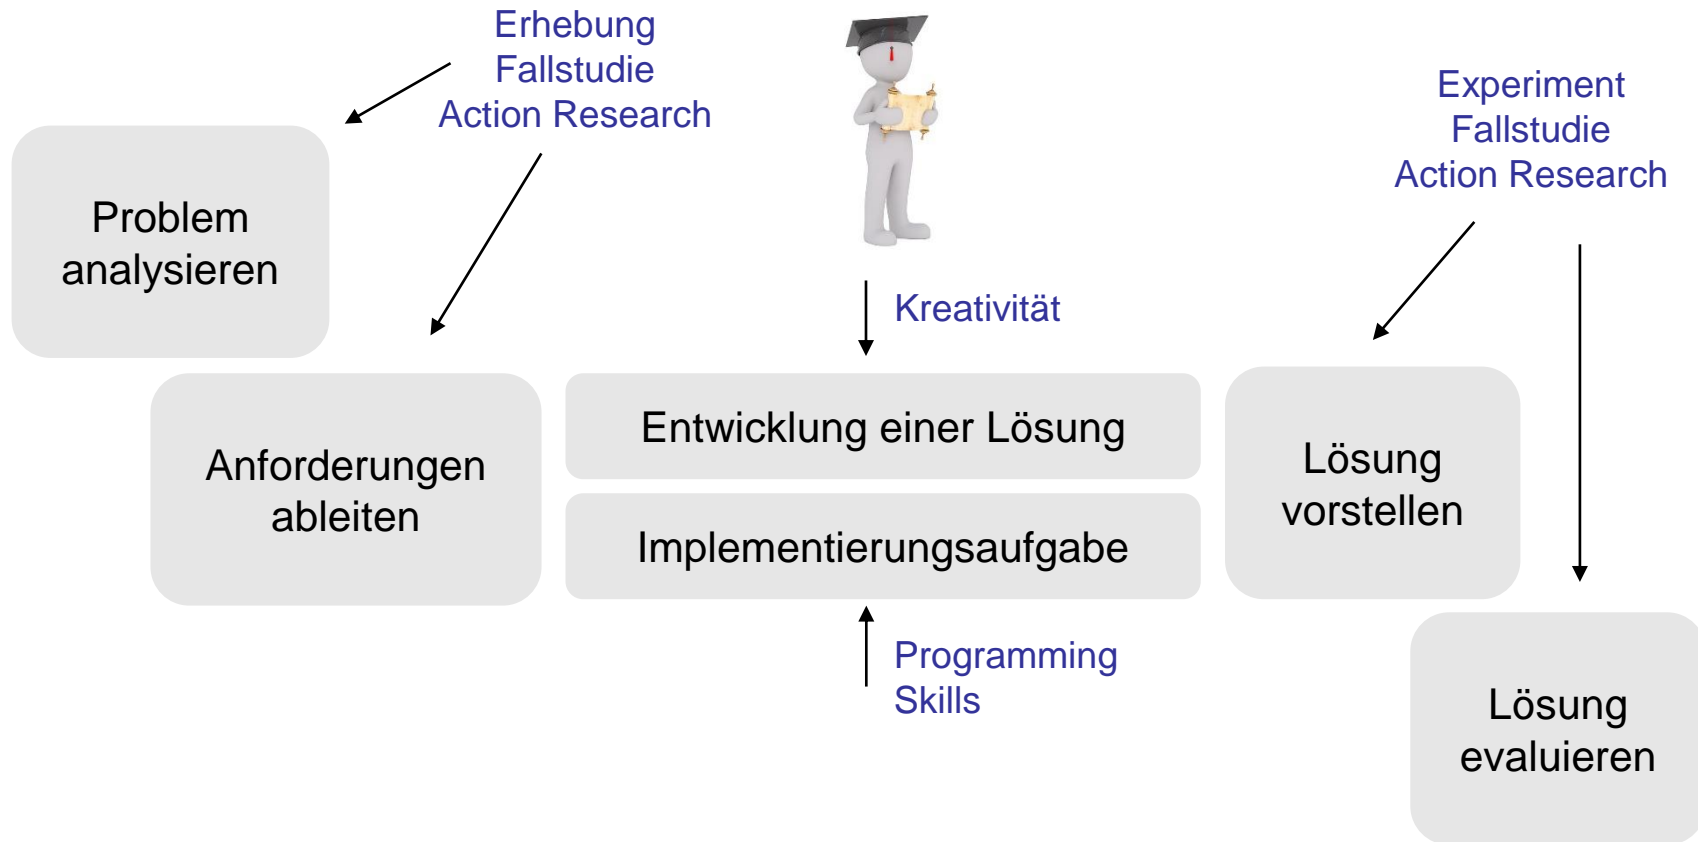 Erhebung
Fallstudie
Action Research
Experiment
Fallstudie
Action Research
Problem
analysieren
Kreativität
Anforderungen
ableiten
Entwicklung einer Lösung
Implementierungsaufgabe
Lösung
vorstellen
Programming
Skills
Lösung
evaluieren